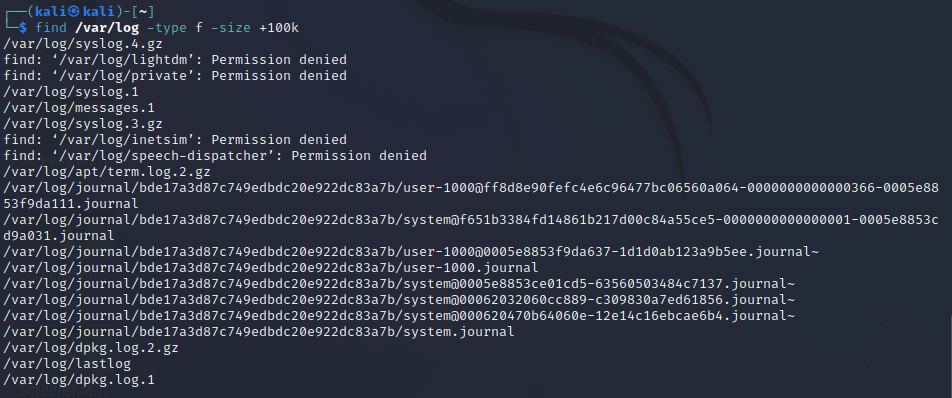 ┌──(kali㉿kali)-[~]
└─$ find /var/log -type f -size +100k
/var/log/syslog.4.gz
find: ‘/var/log/lightdm’: Permission denied
find: ‘/var/log/private’: Permission denied
/var/log/syslog.1
/var/log/messages.1
/var/log/syslog.3.gz
find: ‘/var/log/inetsim’: Permission denied
find: ‘/var/log/speech-dispatcher’: Permission denied
/var/log/apt/term.log.2.gz
/var/log/journal/bde17a3d87c749edbdc20e922dc83a7b/user-1000@ff8d8e90fefc4e6c96477bc06560a064-0000000000000366-0005e88
53f9da111.journal
/var/log/journal/bde17a3d87c749edbdc20e922dc83a7b/system@f651b3384fd14861b217d00c84a55ce5-0000000000000001-0005e8853c
d9a031.journal
/var/log/journal/bde17a3d87c749edbdc20e922dc83a7b/user-1000@0005e8853f9da637-1d1d0ab123a9b5ee.journal~
/var/log/journal/bde17a3d87c749edbdc20e922dc83a7b/user-1000.journal
/var/log/journal/bde17a3d87c749edbdc20e922dc83a7b/system@0005e8853ce01cd5-63560503484c7137.journal~
/var/log/journal/bde17a3d87c749edbdc20e922dc83a7b/system@00062032060cc889-c309830a7ed61856.journal~
/var/log/journal/bde17a3d87c749edbdc20e922dc83a7b/system@000620470b64060e-12e14c16ebcae6b4.journal~
/var/log/journal/bde17a3d87c749edbdc20e922dc83a7b/system.journal
/var/log/dpkg.log.2.gz
/var/log/lastlog
/var/log/dpkg.log.1